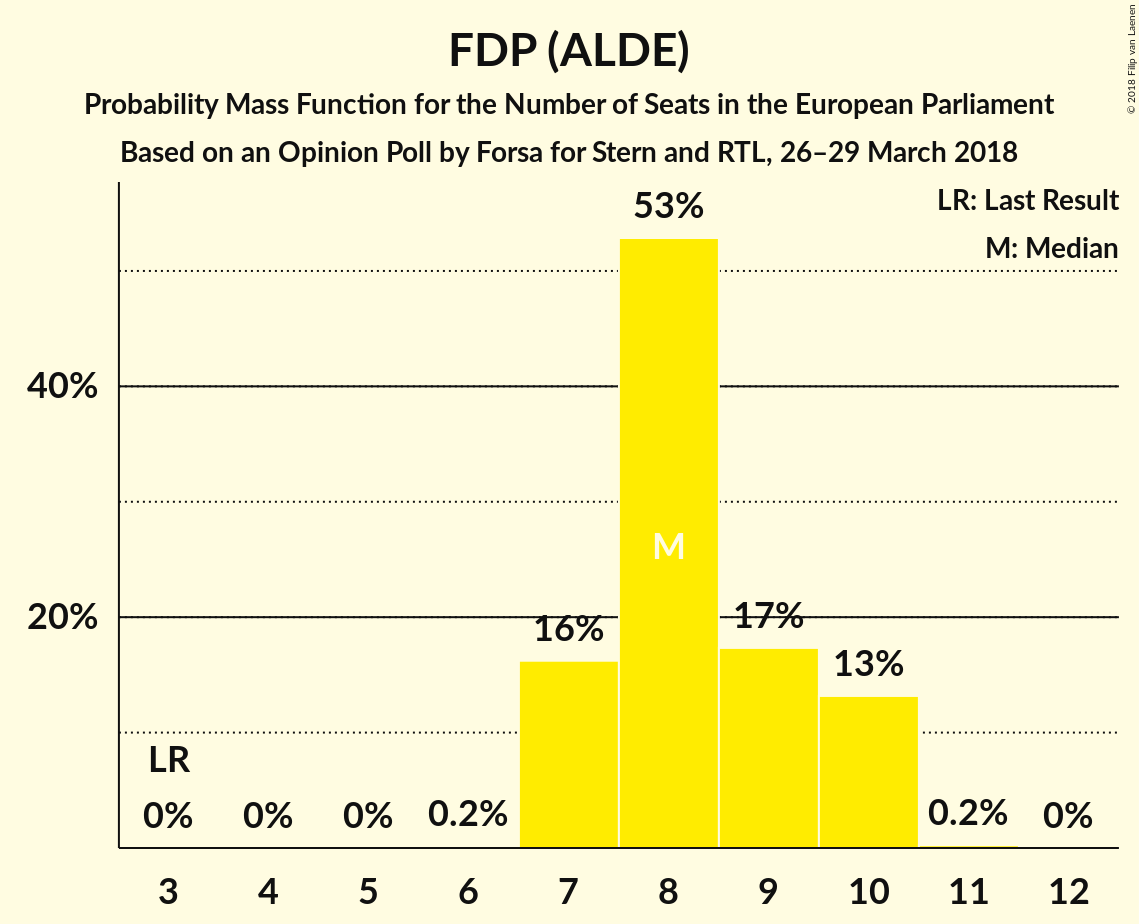 FDP (ALDE)
Probability Mass Function for the Number of Seats in the European Parliament
Based on an Opinion Poll by Forsa for Stern and RTL, 26–29 March 2018
© 2018 Filip van Laenen
LR: Last Result
M: Median
53%
40%
M
20%
16%
17%
13%
LR
0%
0%
0%
0.2%
0.2%
0%
3 4 5 6 7 8 9 10 11 12